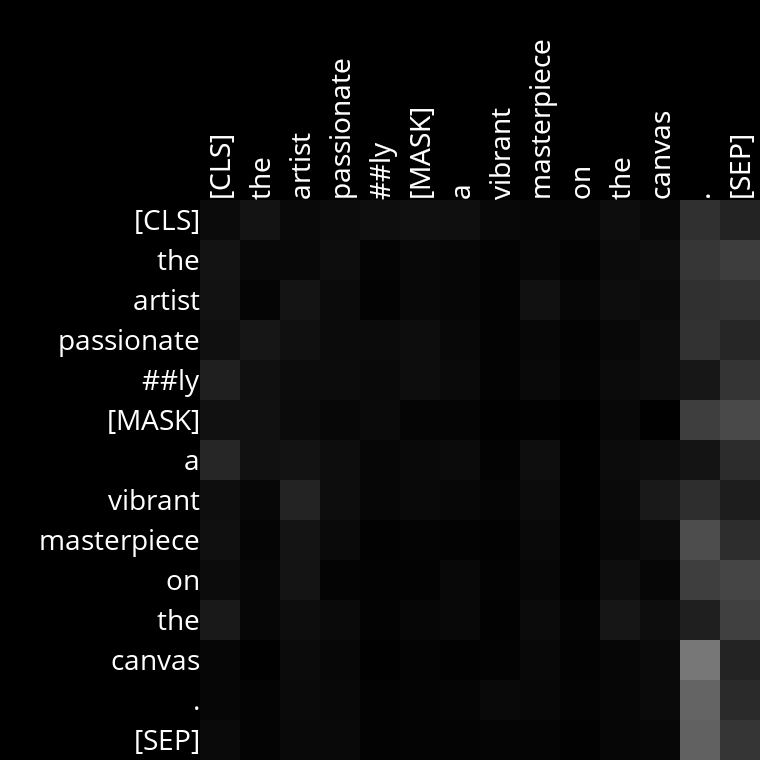 [CLS] the artist passionate ##ly [MASK] a vibrant masterpiece on the canvas . [SEP]
[CLS]
the
artist
passionate
##ly
[MASK]
a
vibrant
masterpiece
on
the
canvas
.
[SEP]